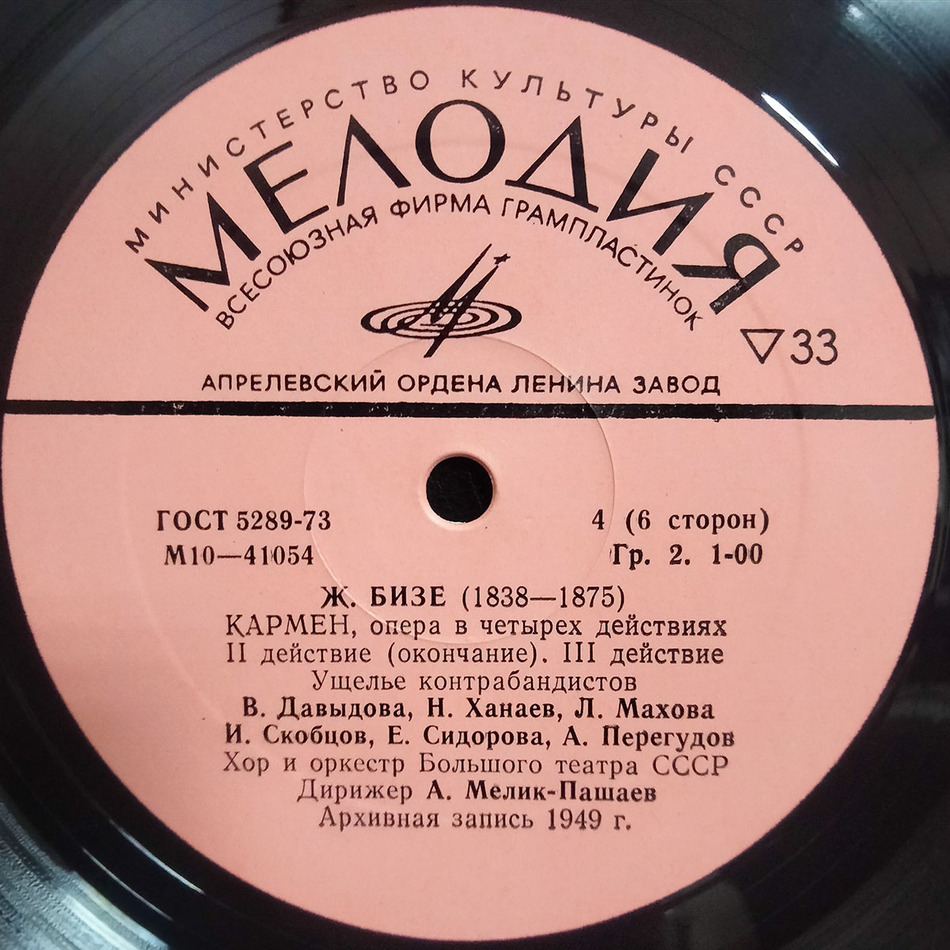 МИНИСТЕРСТВО КУЛЬТУРЫ СССР
МЕЛОДИЯ
ВСЕСОЮЗНАЯ ФИРМА ГРАМПЛАСТИНОК
▽33
АПРЕЛЕВСКИЙ ОРДЕНА ЛЕНИНА ЗАВОД
ГОСТ 5289-73 4 (6 сторон)
М10—41054 Гр. 2. 1-00
Ж. БИЗЕ (1838—1875)
КАРМЕН, опера в четырех действиях
II действие (окончание). III действие
Ущелье контрабандистов
В. Давыдова, Н. Ханаев, Л. Махова
И. Скобцов, Е. Сидорова, А. Перегудов
Хор и оркестр Большого театра СССР
Дирижер А. Мелик-Пашаев
Архивная запись 1949 г.